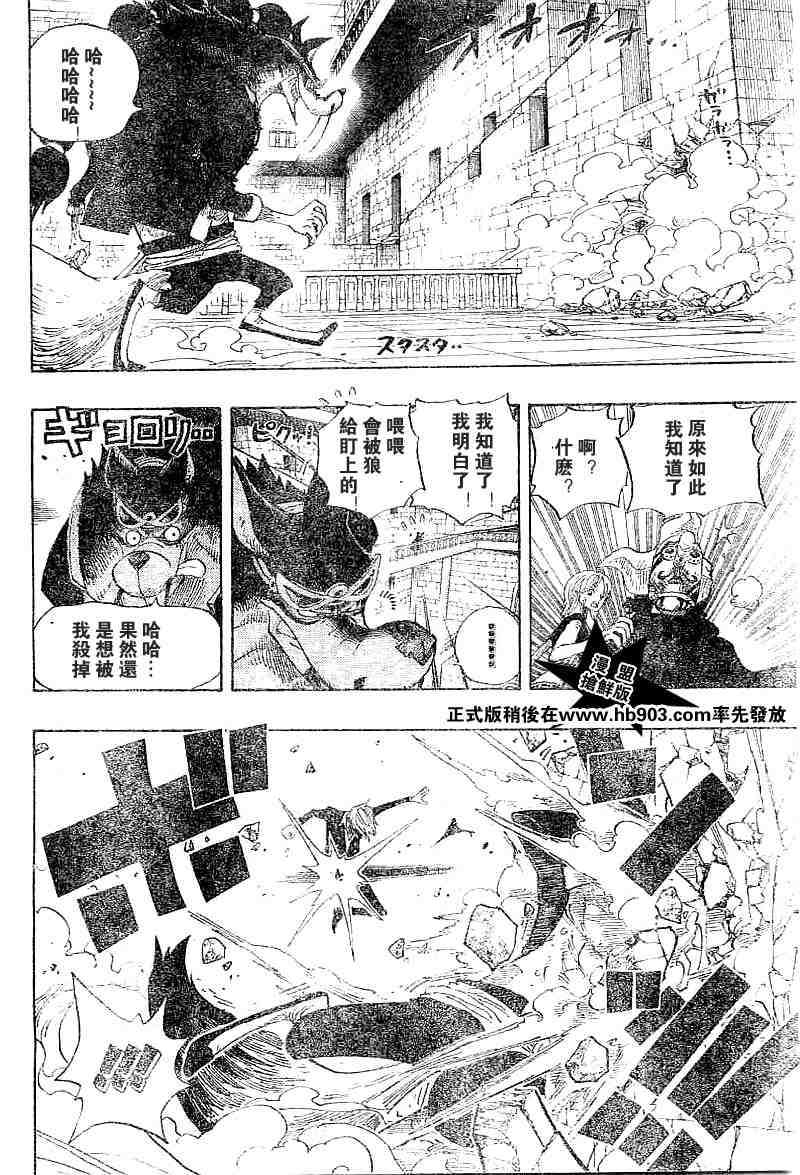 オオオオ
ガラガラ…
哈~~~~
哈哈哈哈!
スタスタ..
原來如此
我知道了
啊?
什麼?
我知道了!
我明白了!
喂喂
會被狼
給盯上的!
ピクッ!
!!!!!!!!
ギョロリ
哈哈…
果然還
是想被
我殺掉
漫盟
搶鮮版
正式版稍後在www.hb903.com率先發放
!!!